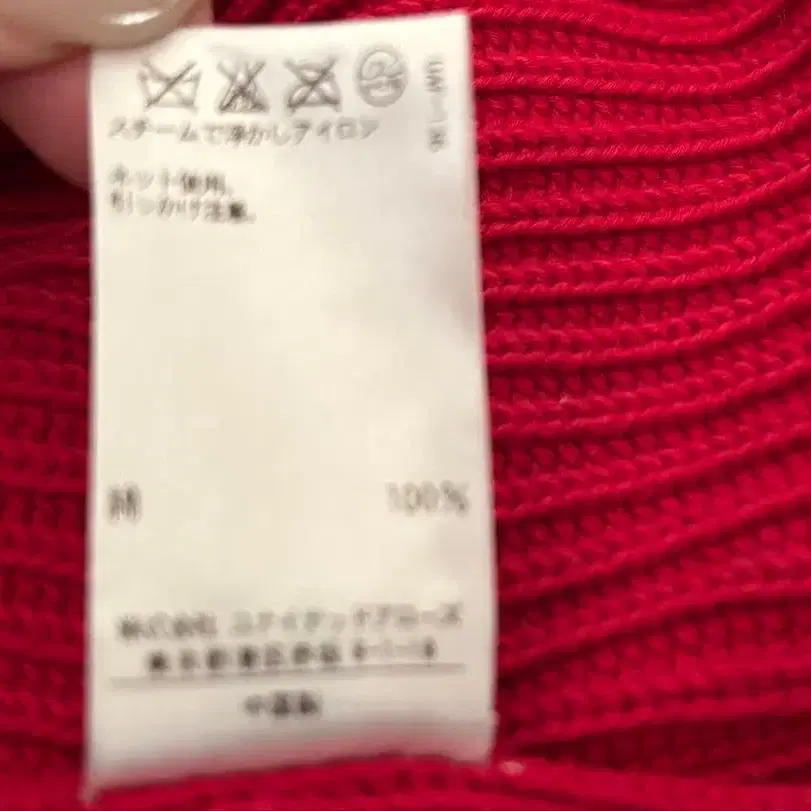 スチームで浮かしアイロン
ネット使用。
引っかけ注意。
綿 100%
株式会社 ユナイテッドアローズ
中国製